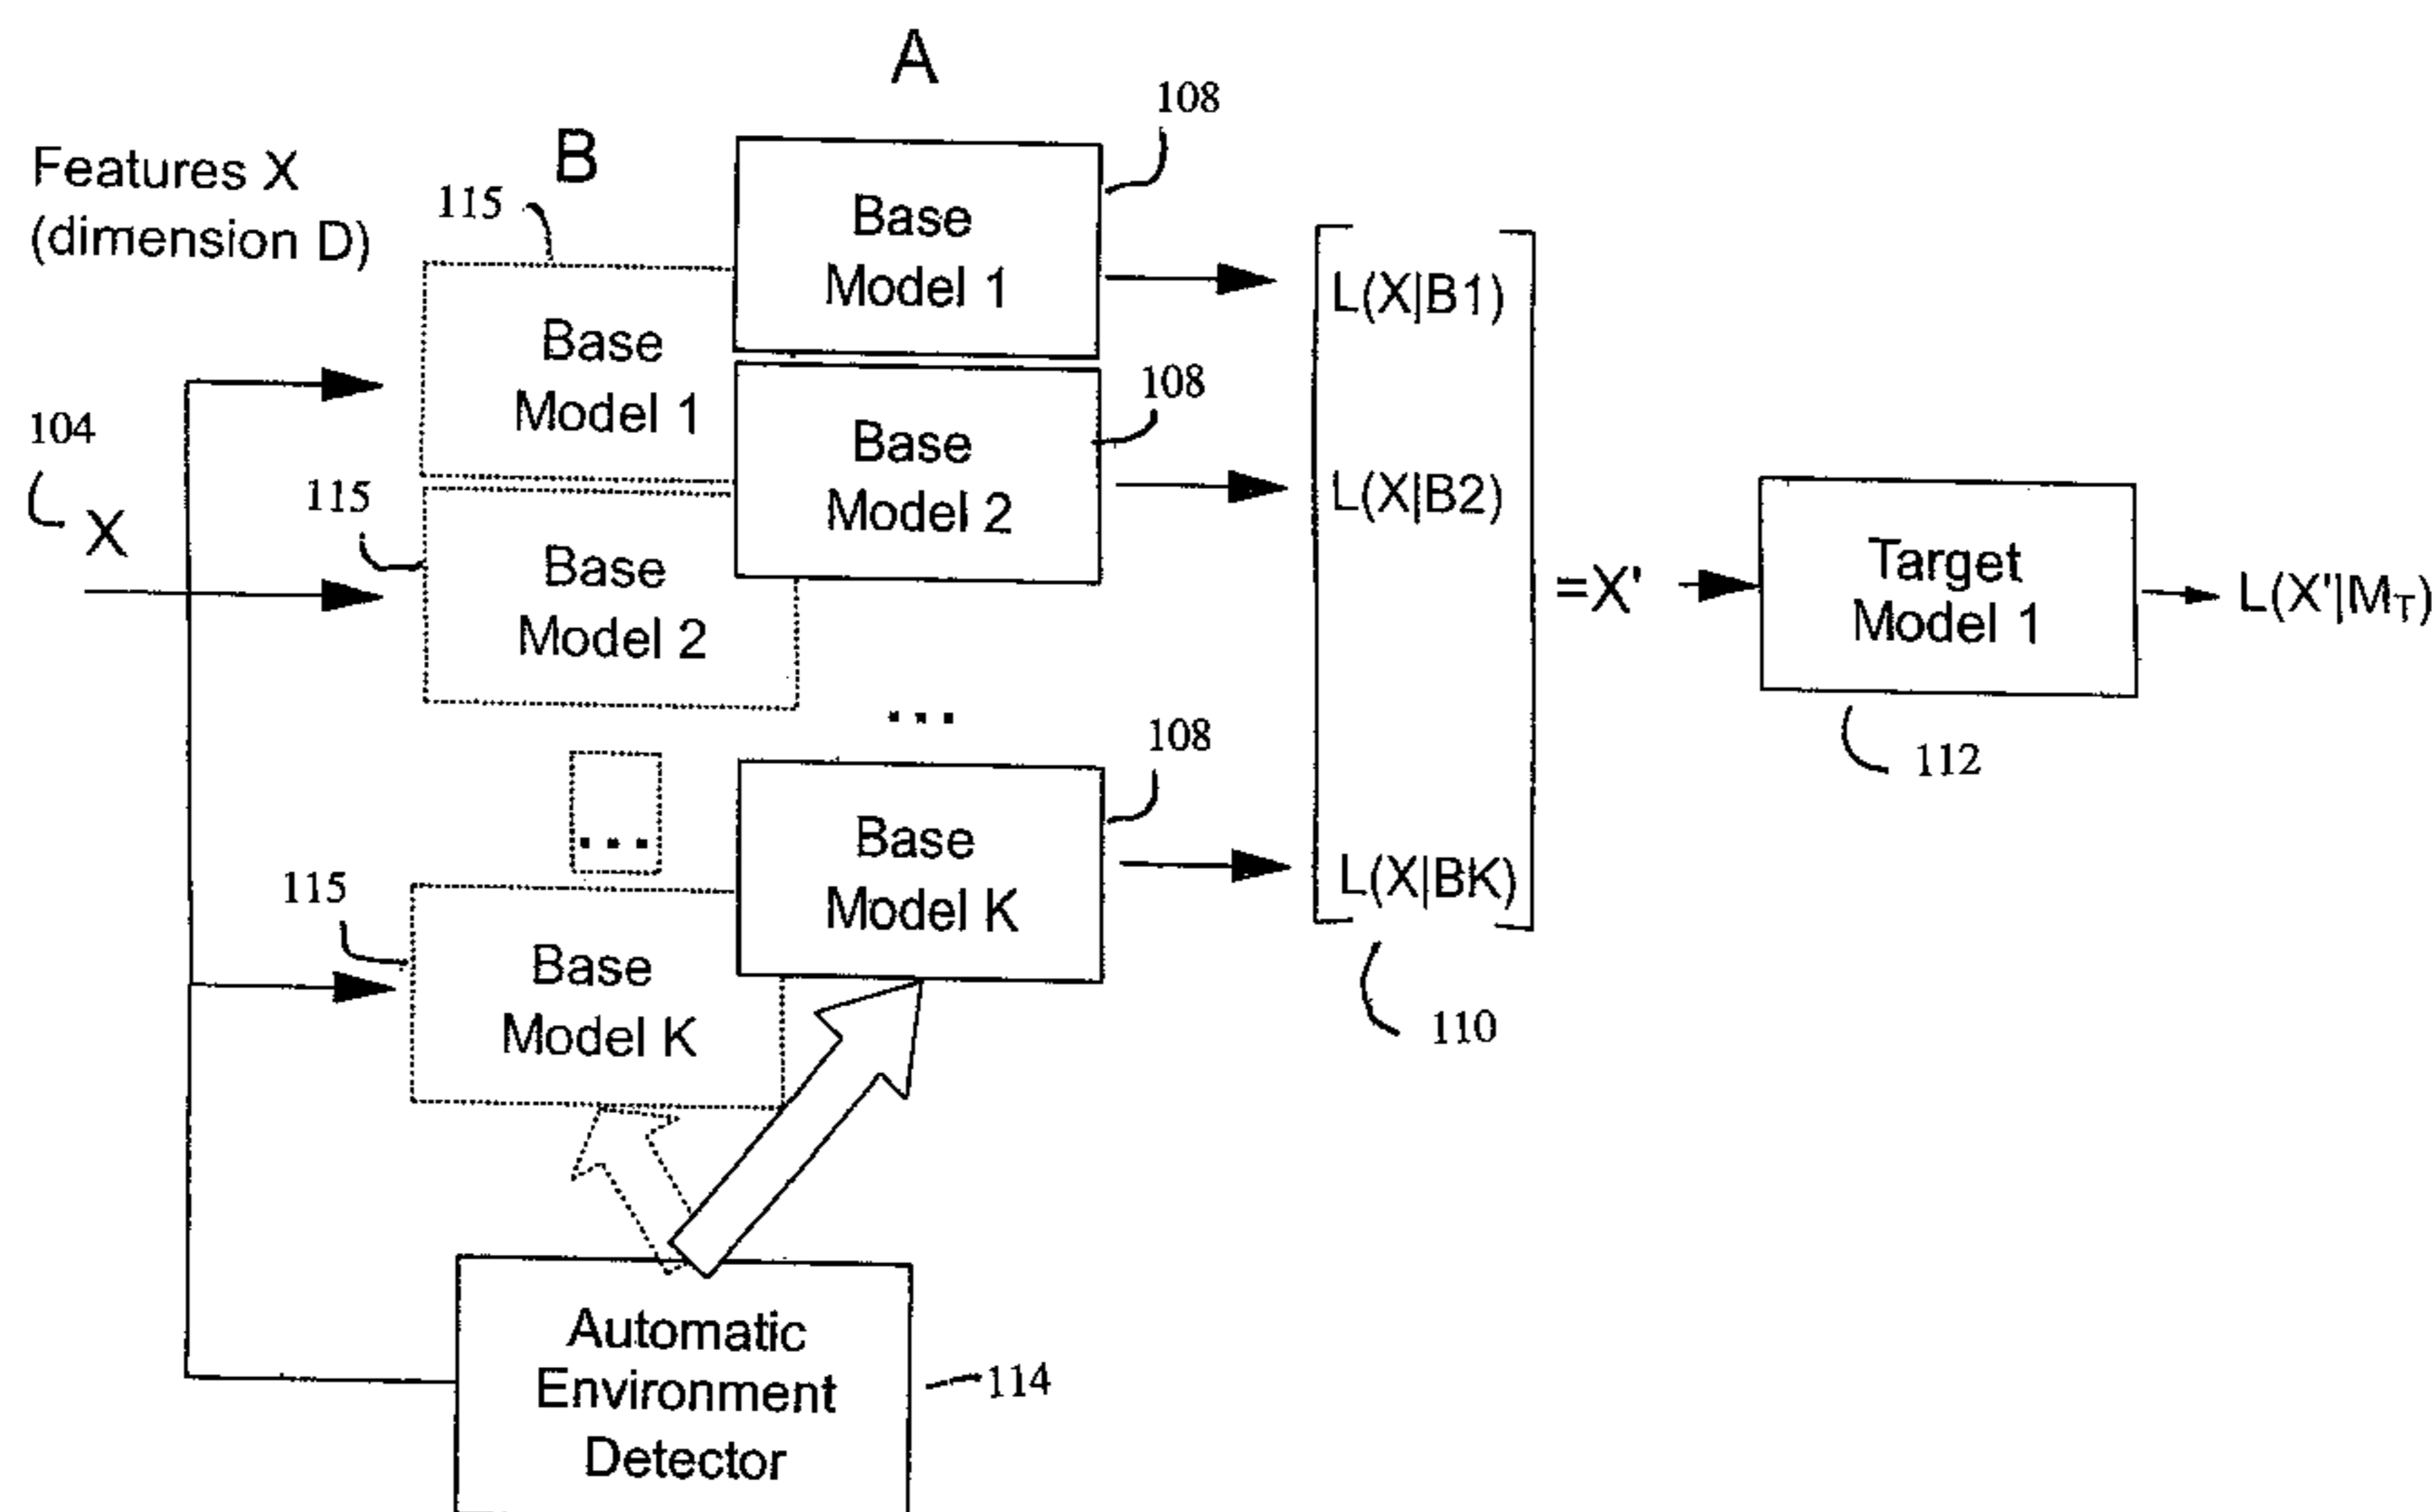 A
108
Features X
(dimension D)
B
115
Base
Model 1
L(X|B1)
Base
Model 1
108
104
X
115
Base
Model 2
L(X|B2)
Base
Model 2
=X'
Target
Model 1
L(X'|MT)
...
108
112
...
Base
Model K
L(X|BK)
115
Base
Model K
110
Automatic
Environment
Detector
114